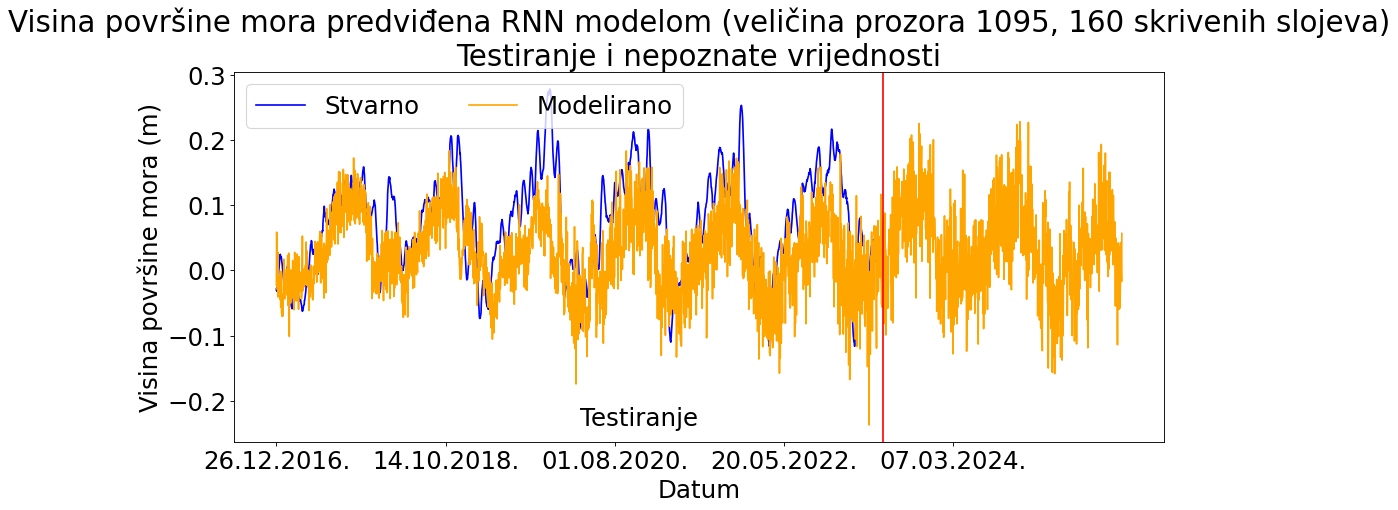 Visina površine mora predviđena RNN modelom (veličina prozora 1095, 160 skrivenih slojeva)
Testiranje i nepoznate vrijednosti
Stvarno Modelirano
Visina površine mora (m)
0.3
0.2
0.1
0.0
−0.1
−0.2
Testiranje
26.12.2016. 14.10.2018. 01.08.2020. 20.05.2022. 07.03.2024.
Datum